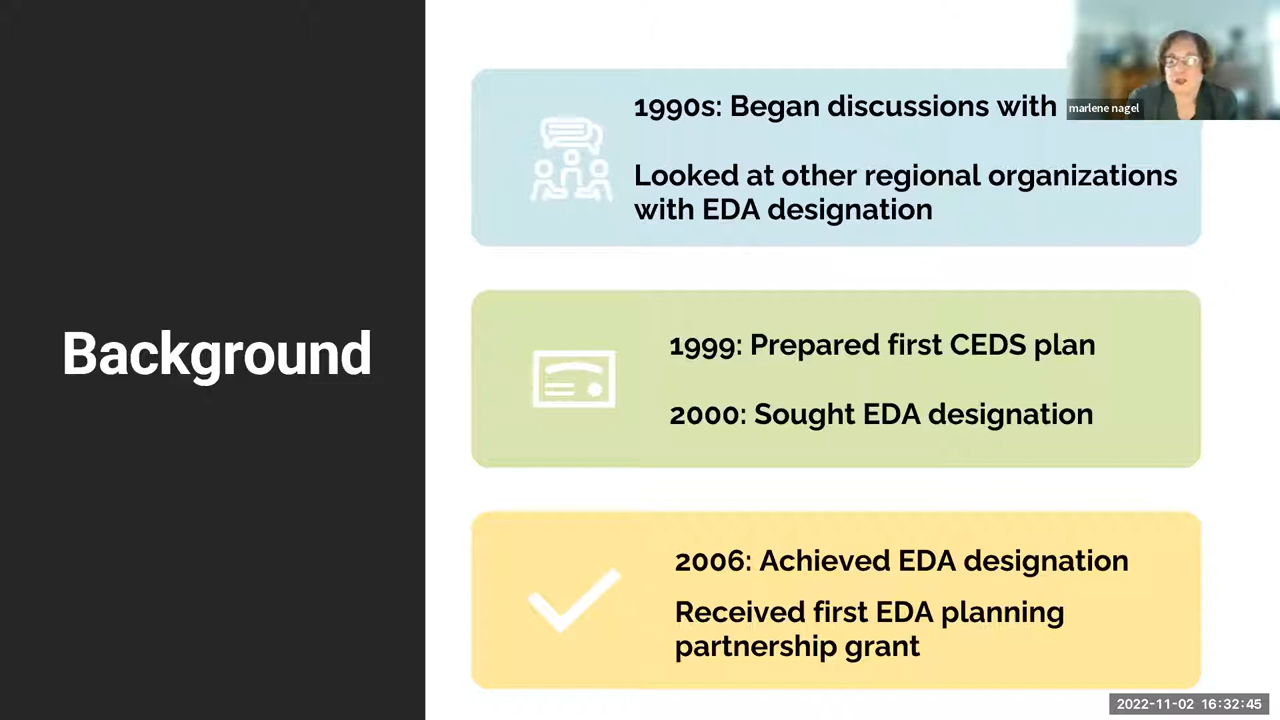 Background
1990s: Began discussions with
Looked at other regional organizations
with EDA designation
1999: Prepared first CEDS plan
2000: Sought EDA designation
2006: Achieved EDA designation
Received first EDA planning
partnership grant
marlene nagel
2022-11-02 16:32:45